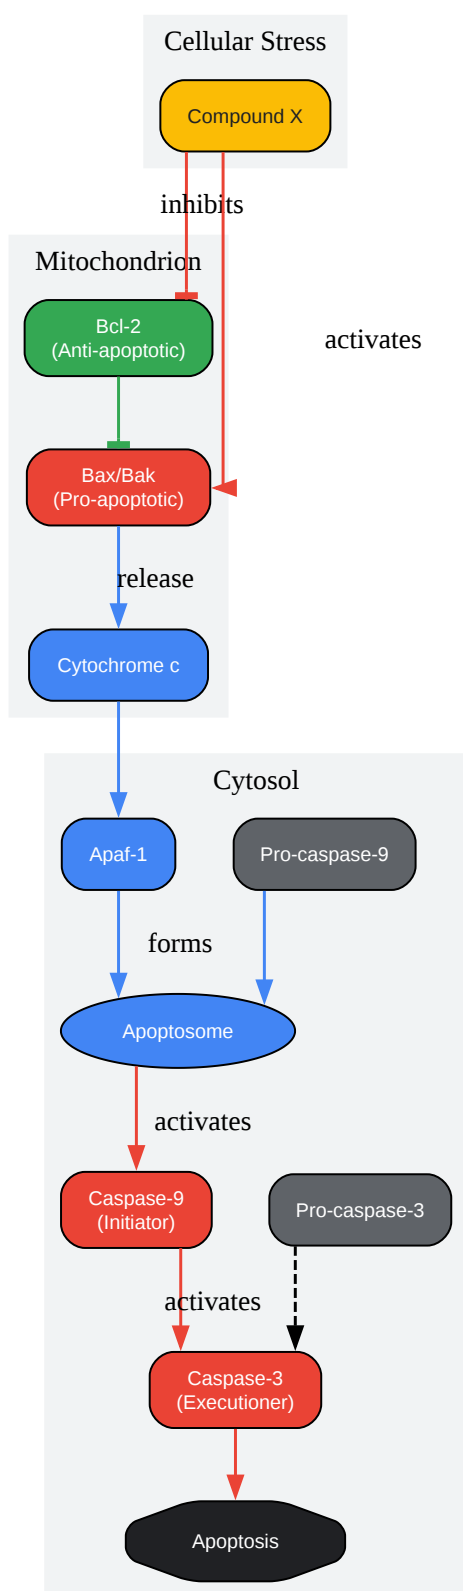 Cellular Stress
Compound X
inhibits
Mitochondrion
Bcl-2
(Anti-apoptotic)
activates
Bax/Bak
(Pro-apoptotic)
release
Cytochrome c
Cytosol
Apaf-1
Pro-caspase-9
forms
Apoptosome
activates
Caspase-9
(Initiator)
Pro-caspase-3
activates
Caspase-3
(Executioner)
Apoptosis